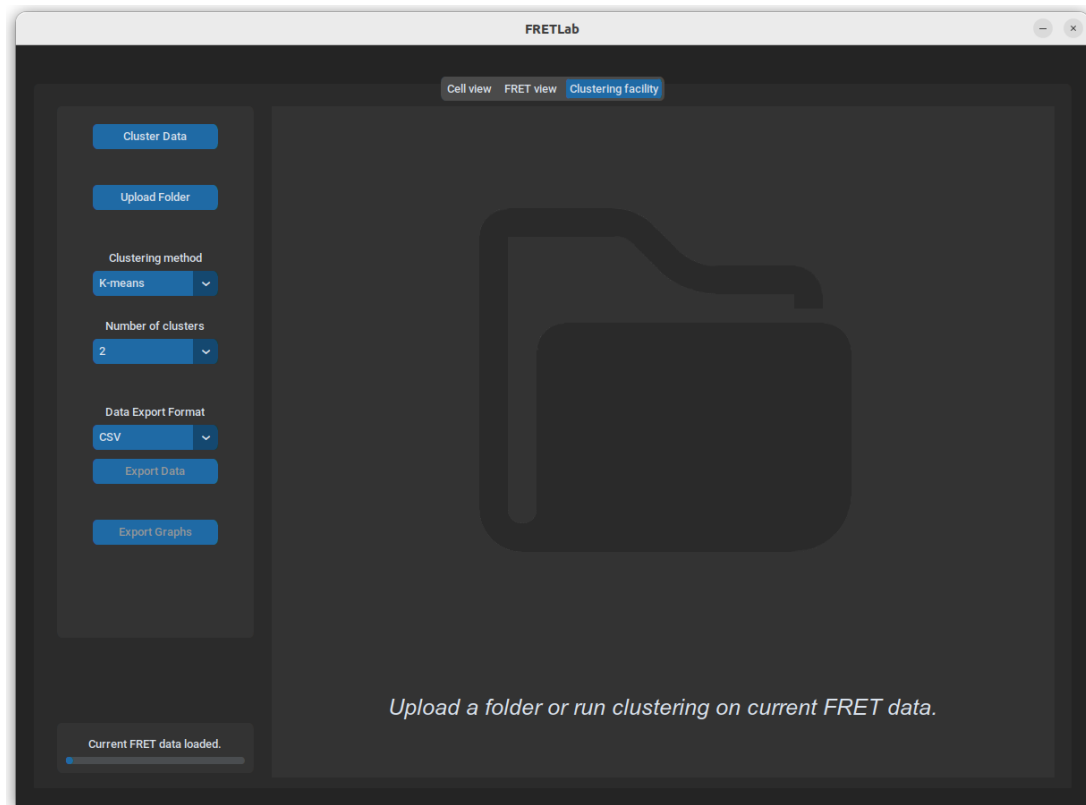 FRETLab
Cell view FRET view Clustering facility
Cluster Data
Upload Folder
Clustering method
K-means
Number of clusters
2
Data Export Format
CSV
Export Data
Export Graphs
Upload a folder or run clustering on current FRET data.
Current FRET data loaded.